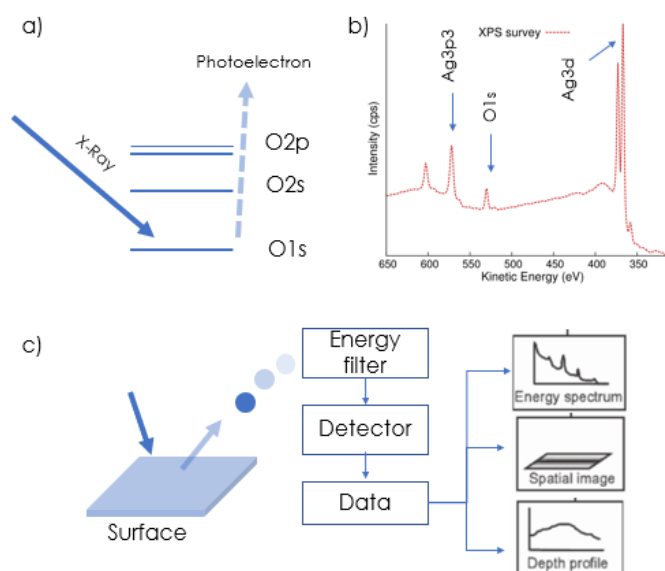 a)
Photoelectron
X-Ray
O2p
O2s
O1s
b)
XPS survey
Ag3p3
O1s
Ag3d
Intensity (cps)
650 600 550 500 450 400 350
Kinetic Energy (eV)
c)
Surface
Energy
filter
Detector
Data
Energy spectrum
Spatial image
Depth profile